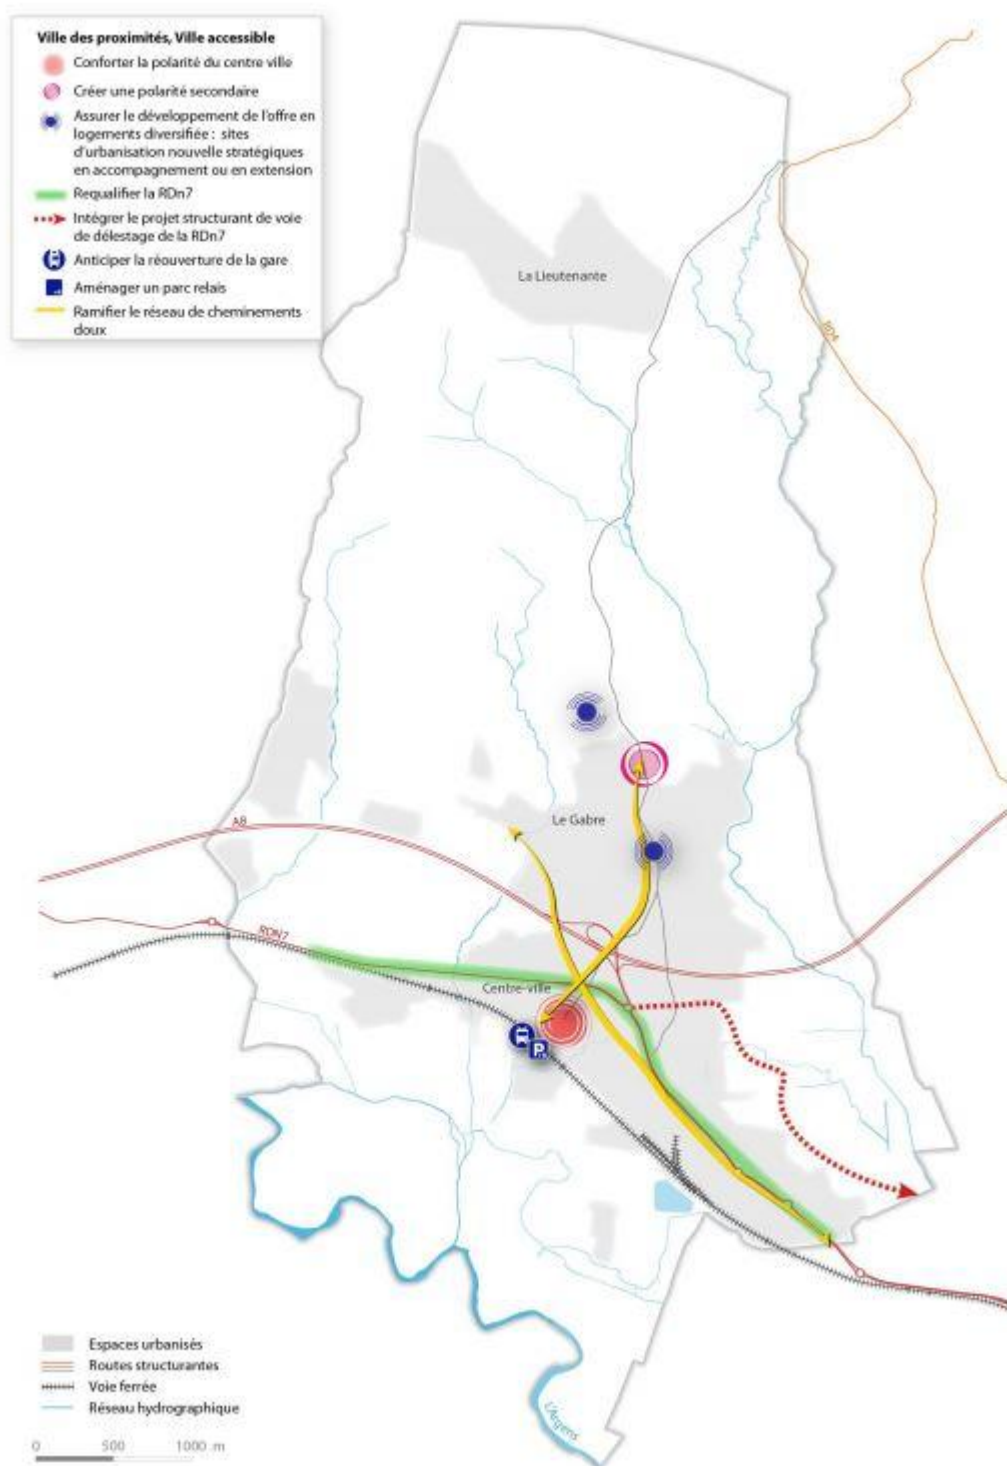 Ville des proximités, Ville accessible
Conforter la polarité du centre ville
Créer une polarité secondaire
Assurer le développement de l'offre en
logements diversifiée : sites
d'urbanisation nouvelle stratégiques
en accompagnement ou en extension
Requalifier la RDn7
Intégrer le projet structurant de voie
de délestage de la RDn7
Anticiper la réouverture de la gare
Aménager un parc relais
Ramifier le réseau de cheminements
doux
La Lieutenante
RD4
Le Gabre
A8
RDN7
Centre-ville
P
L'Argens
Espaces urbanisés
Routes structurantes
Voie ferrée
Réseau hydrographique
0 500 1000 m